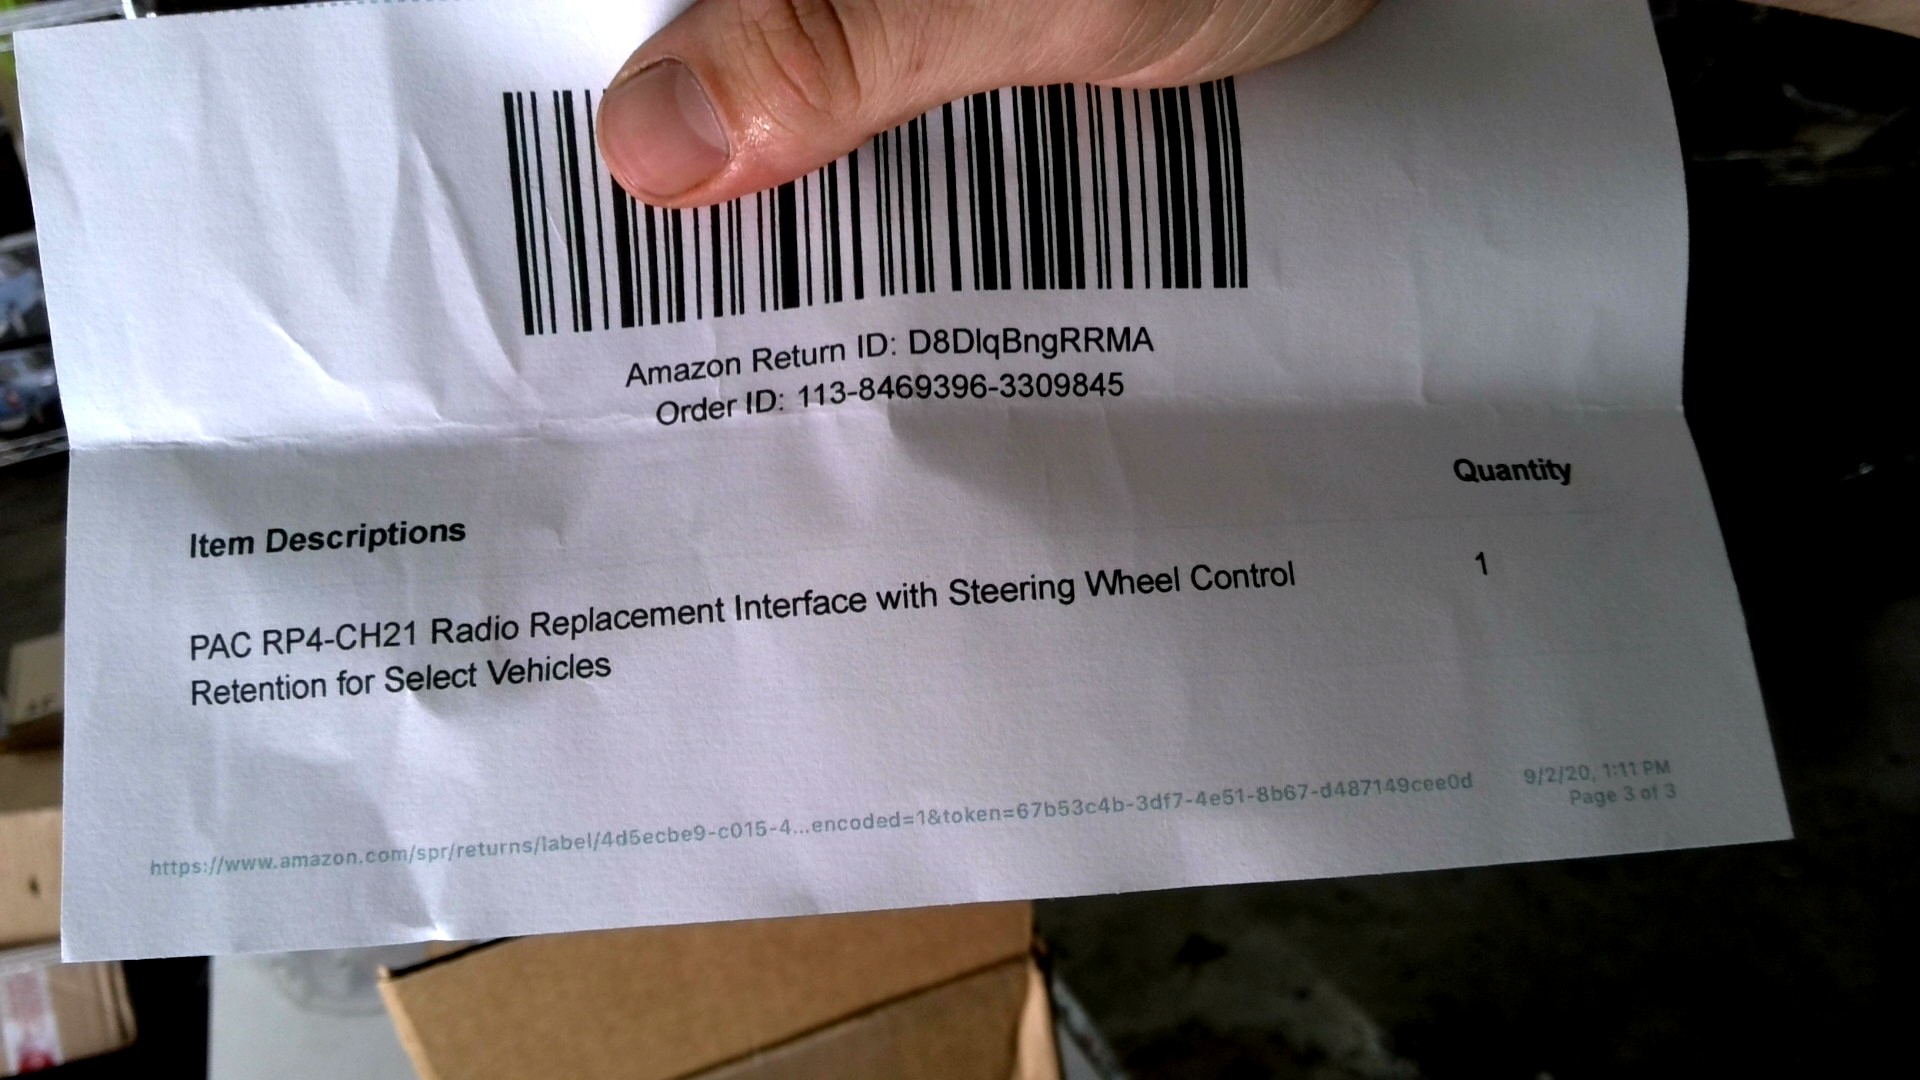 Amazon Return ID: D8DlqBngRRMA
Order ID: 113-8469396-3309845
Quantity
Item Descriptions
PAC RP4-CH21 Radio Replacement Interface with Steering Wheel Control 1
Retention for Select Vehicles
https://www.amazon.com/spr/returns/label/4d5ecbe9-c015-4...encoded=1&token=67b53c4b-3df7-4e51-8b67-d487149cee0d 9/2/20, 1:11 PM
Page 3 of 3